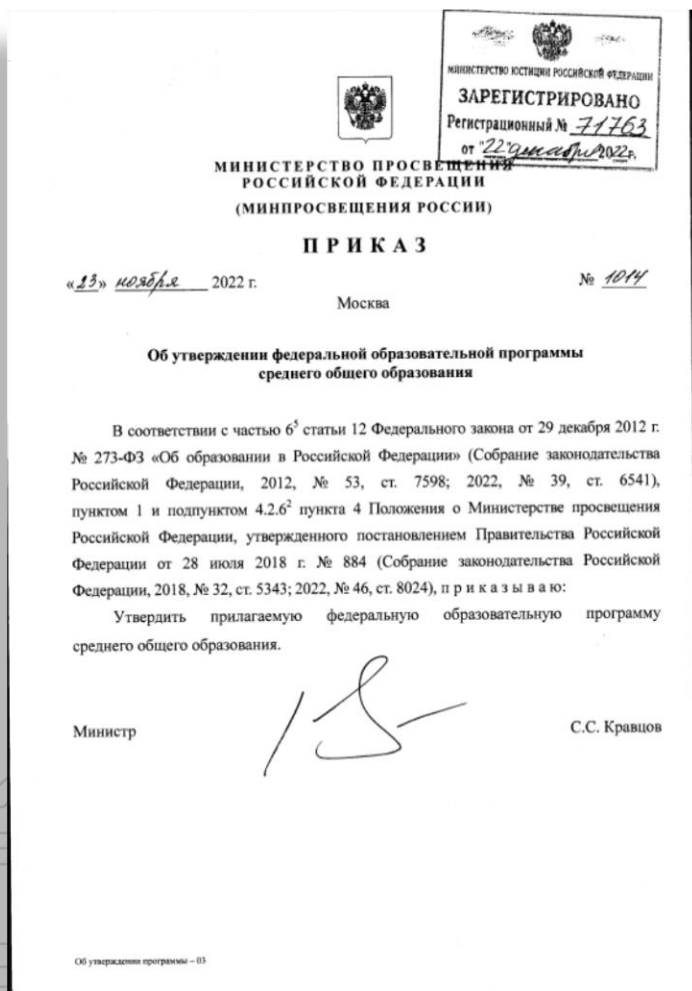 МИНИСТЕРСТВО ЮСТИЦИИ РОССИЙСКОЙ ФЕДЕРАЦИИ
ЗАРЕГИСТРИРОВАНО
Регистрационный № 71763
от "22" декабря 2022г.
МИНИСТЕРСТВО ПРОСВЕЩЕНИЯ
РОССИЙСКОЙ ФЕДЕРАЦИИ
(МИНПРОСВЕЩЕНИЯ РОССИИ)
ПРИКАЗ
«23» ноября 2022 г.
№ 1014
Москва
Об утверждении федеральной образовательной программы
среднего общего образования
В соответствии с частью 6⁵ статьи 12 Федерального закона от 29 декабря 2012 г.
№ 273-ФЗ «Об образовании в Российской Федерации» (Собрание законодательства
Российской Федерации, 2012, № 53, ст. 7598; 2022, № 39, ст. 6541),
пунктом 1 и подпунктом 4.2.6² пункта 4 Положения о Министерстве просвещения
Российской Федерации, утвержденного постановлением Правительства Российской
Федерации от 28 июля 2018 г. № 884 (Собрание законодательства Российской
Федерации, 2018, № 32, ст. 5343; 2022, № 46, ст. 8024), п р и к а з ы в а ю:
Утвердить прилагаемую федеральную образовательную программу
среднего общего образования.
Министр
С.С. Кравцов
Об утверждении программы – 03